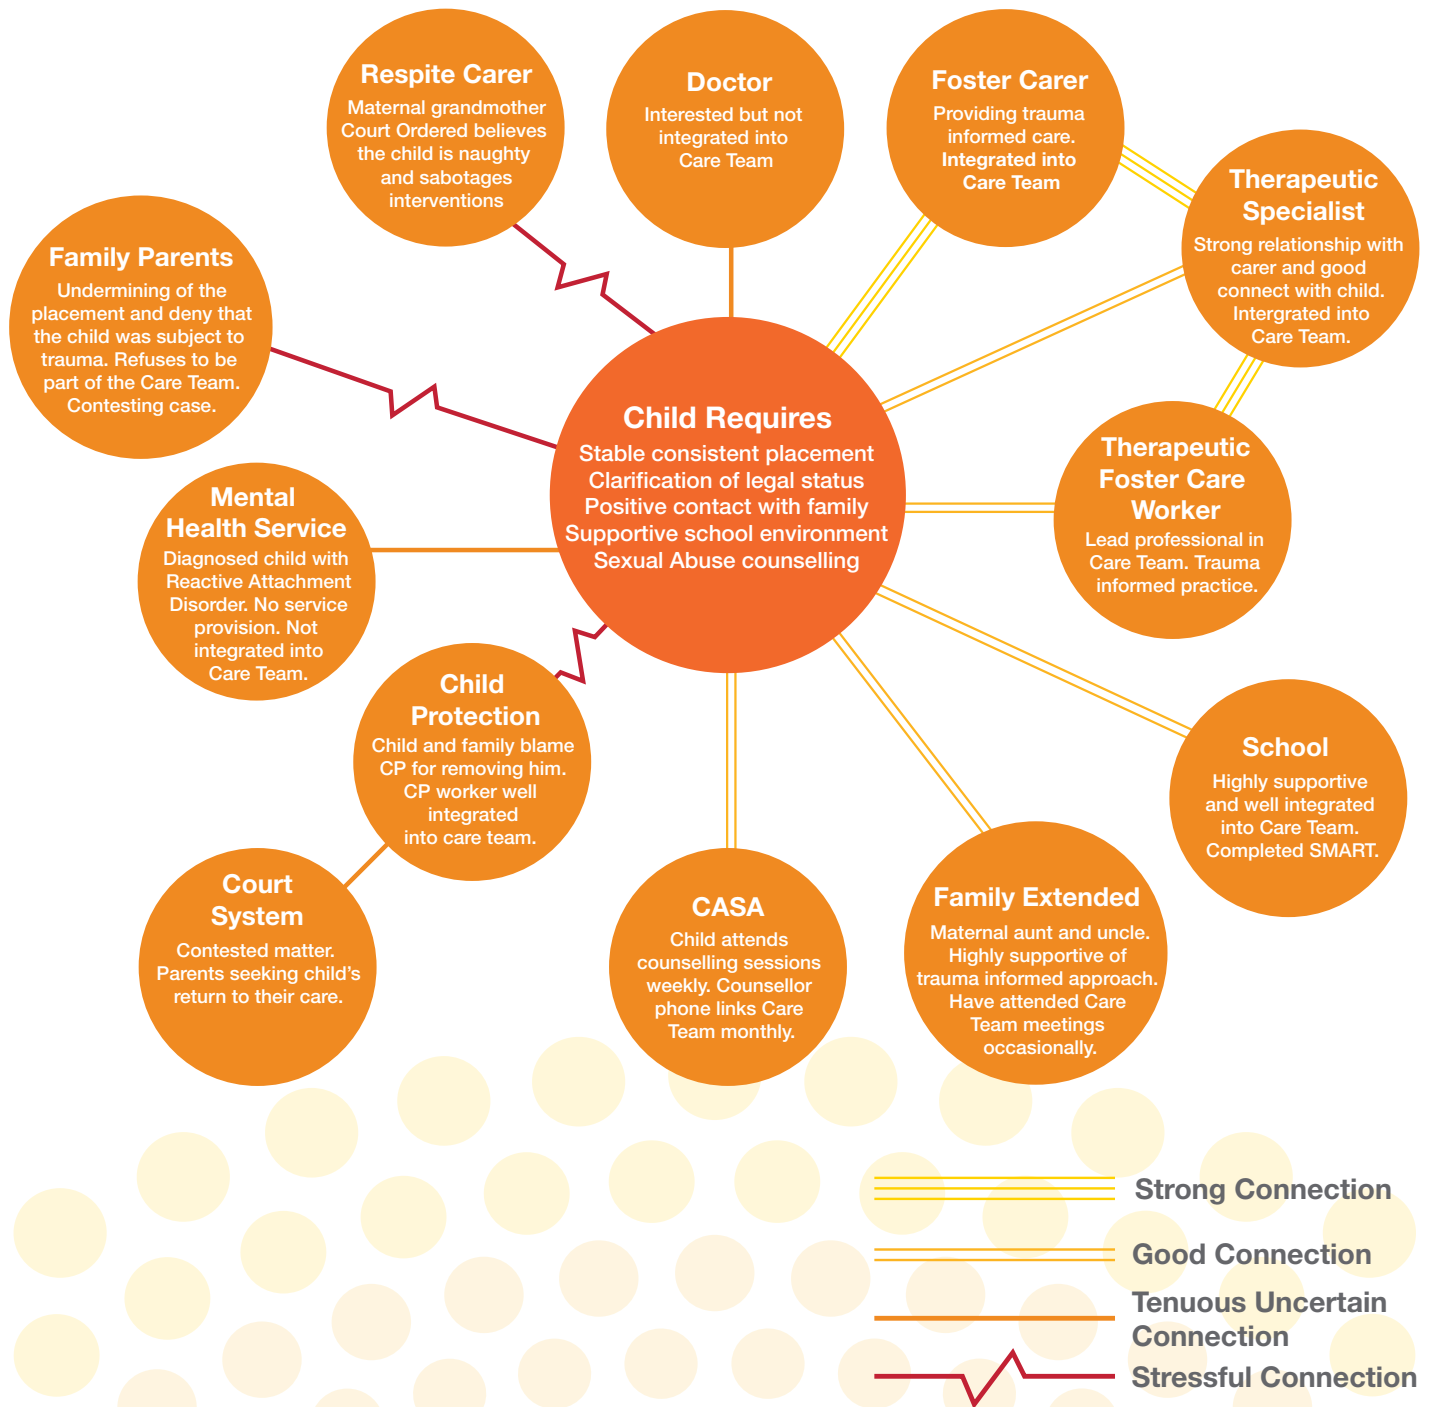 Respite Carer
Maternal grandmother
Court Ordered believes
the child is naughty
and sabotages
interventions
Doctor
Interested but not
integrated into
Care Team
Foster Carer
Providing trauma
informed care.
Integrated into
Care Team
Therapeutic
Specialist
Strong relationship with
carer and good
connect with child.
Intergrated into
Care Team.
Family Parents
Undermining of the
placement and deny that
the child was subject to
trauma. Refuses to be
part of the Care Team.
Contesting case.
Child Requires
Stable consistent placement
Clarification of legal status
Positive contact with family
Supportive school environment
Sexual Abuse counselling
Therapeutic
Foster Care
Worker
Lead professional in
Care Team. Trauma
informed practice.
Mental
Health Service
Diagnosed child with
Reactive Attachment
Disorder. No service
provision. Not
integrated into
Care Team.
Child
Protection
Child and family blame
CP for removing him.
CP worker well
integrated
into care team.
School
Highly supportive
and well integrated
into Care Team.
Completed SMART.
Court
System
Contested matter.
Parents seeking child's
return to their care.
CASA
Child attends
counselling sessions
weekly. Counsellor
phone links Care
Team monthly.
Family Extended
Maternal aunt and uncle.
Highly supportive of
trauma informed approach.
Have attended Care
Team meetings
occasionally.
Strong Connection
Good Connection
Tenuous Uncertain
Connection
Stressful Connection